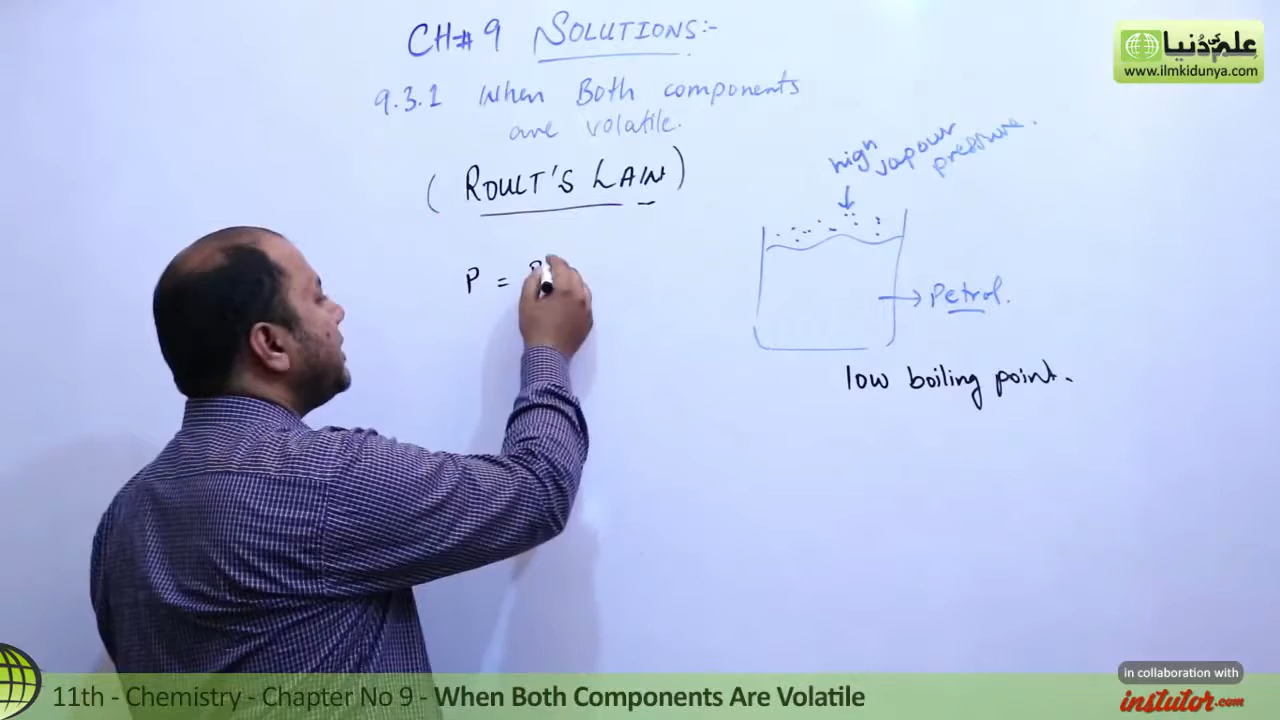 CH# 9 SOLUTIONS:-
9.3.1 When Both components
are volatile.
(ROULT'S LAW)
P = P
high vapour pressure.
Petrol.
low boiling point.
علم کی دُنیا
www.ilmkidunya.com
11th - Chemistry - Chapter No 9 - When Both Components Are Volatile
in collaboration with
instutor.com